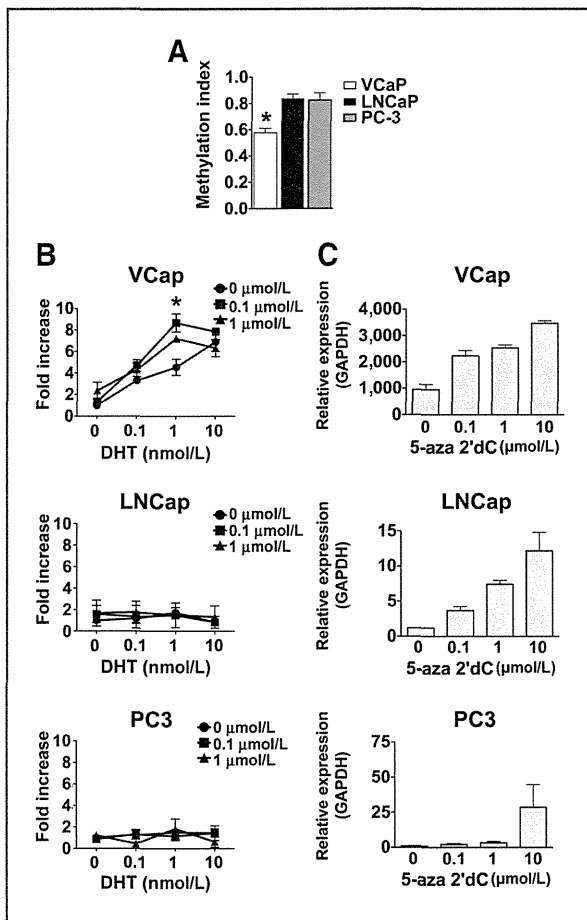 A
Methylation index
1.0
0.8
0.6
0.4
0.2
0.0
*
VCaP
LNCaP
PC-3
B
VCap
Fold increase
10
8
6
4
2
0
*
0 μmol/L
0.1 μmol/L
1 μmol/L
0 0.1 1 10
DHT (nmol/L)
LNCap
Fold increase
10
8
6
4
2
0
0 μmol/L
0.1 μmol/L
1 μmol/L
0 0.1 1 10
DHT (nmol/L)
PC3
Fold increase
10
8
6
4
2
0
0 μmol/L
0.1 μmol/L
1 μmol/L
0 0.1 1 10
DHT (nmol/L)
C
VCap
Relative expression
(GAPDH)
4,000
3,000
2,000
1,000
0 0.1 1 10
5-aza 2'dC (μmol/L)
LNCap
Relative expression
(GAPDH)
15
10
5
0
0 0.1 1 10
5-aza 2'dC (μmol/L)
PC3
Relative expression
(GAPDH)
75
50
25
0
0 0.1 1 10
5-aza 2'dC (μmol/L)